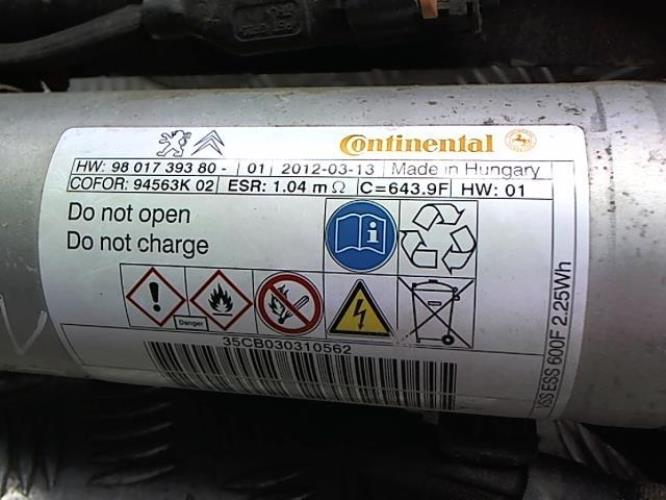 Continental
HW: 98 017 393 80 - 01 2012-03-13 Made in Hungary
COFOR: 94563K 02 ESR: 1.04 mΩ C=643.9F HW: 01
Do not open
Do not charge
Danger
35CB030310562
VSS ESS 600F 2.25Wh